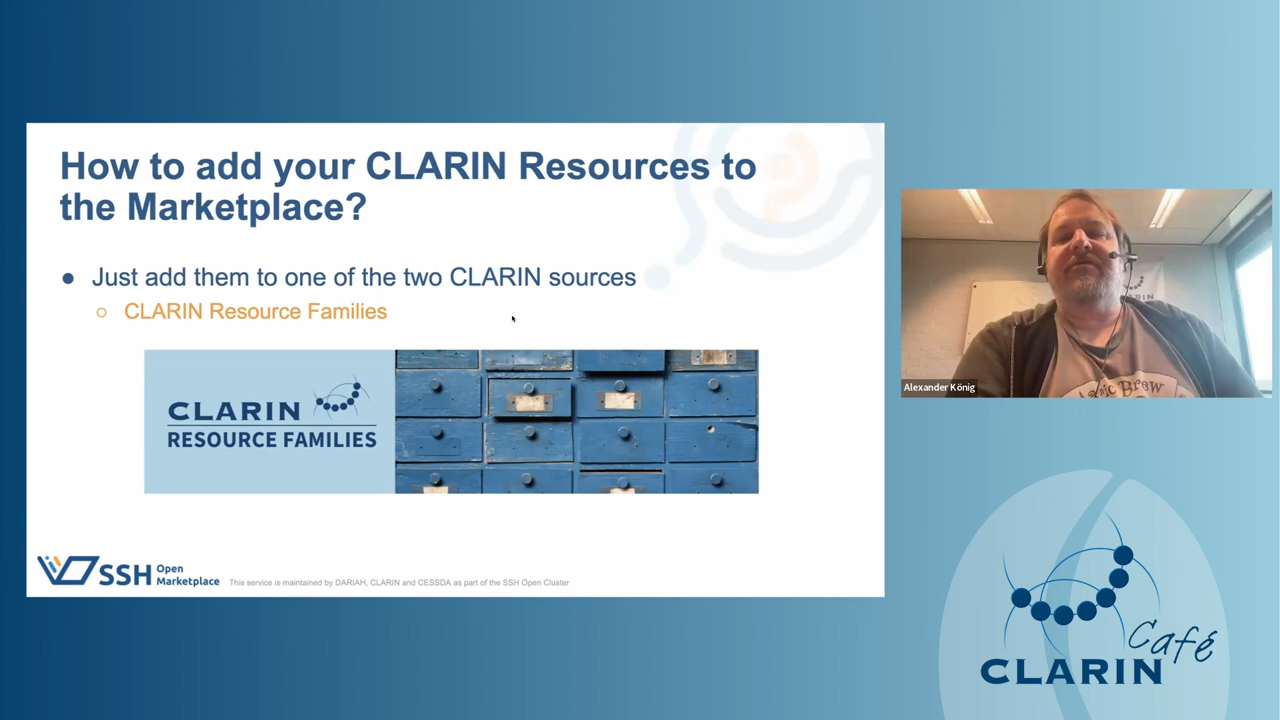 How to add your CLARIN Resources to
the Marketplace?
● Just add them to one of the two CLARIN sources
○ CLARIN Resource Families
CLARIN
RESOURCE FAMILIES
SSH Open
Marketplace
This service is maintained by DARIAH, CLARIN and CESSDA as part of the SSH Open Cluster
Alexander König
Brew
Café
CLARIN